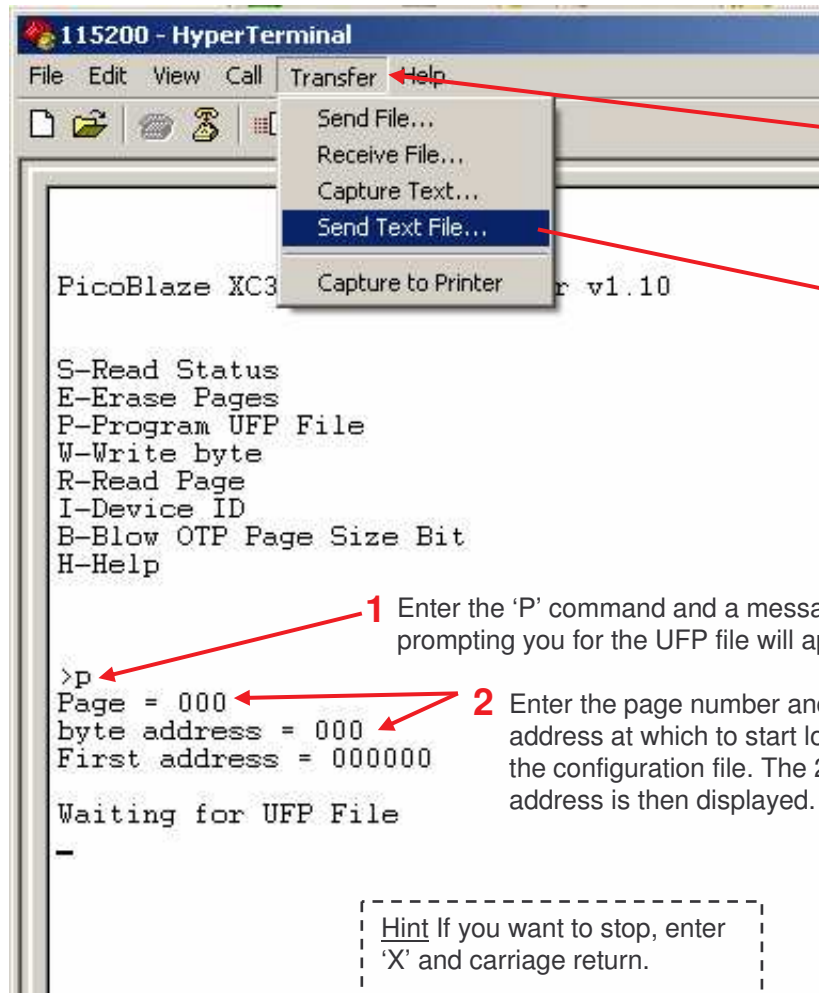 115200 - HyperTerminal
File Edit View Call Transfer Help
Send File...
Receive File...
Capture Text...
Send Text File...
Capture to Printer
PicoBlaze XC3 r v1.10
S-Read Status
E-Erase Pages
P-Program UFP File
W-Write byte
R-Read Page
I-Device ID
B-Blow OTP Page Size Bit
H-Help
1 Enter the ‘P’ command and a messa
prompting you for the UFP file will a
>p
Page = 000
byte address = 000
First address = 000000
2 Enter the page number an
address at which to start lo
the configuration file. The 2
address is then displayed.
Waiting for UFP File
Hint If you want to stop, enter
‘X’ and carriage return.